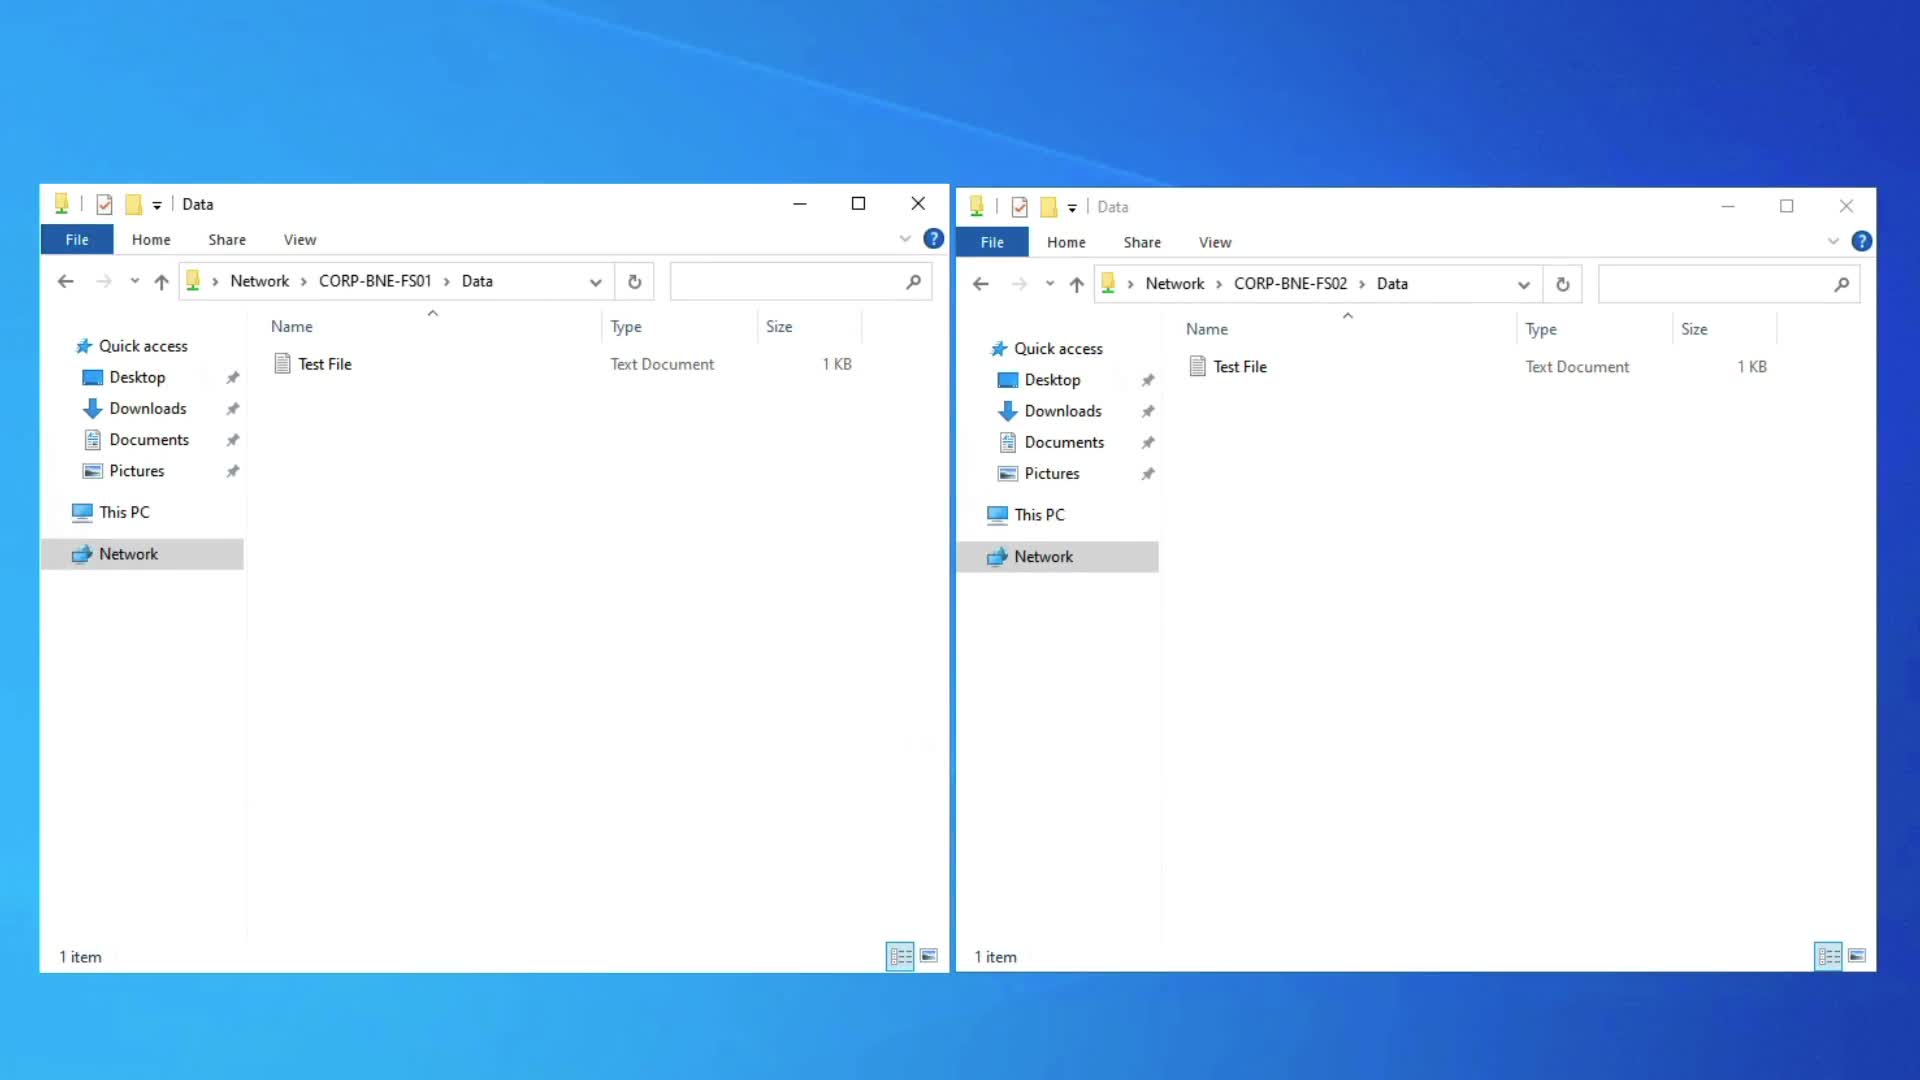 Data
File Home Share View ?
Network CORP-BNE-FS01 Data
Name Type Size
Test File Text Document 1 KB
Quick access
Desktop
Downloads
Documents
Pictures
This PC
Network
1 item
Data
File Home Share View ?
Network CORP-BNE-FS02 Data
Name Type Size
Test File Text Document 1 KB
Quick access
Desktop
Downloads
Documents
Pictures
This PC
Network
1 item